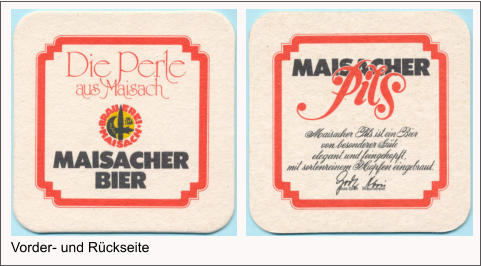 Die Perle
aus Maisach
BRAUEREI
MAISACH
MAISACHER
BIER
MAISACHER
Pils
Maisacher Pils ist ein Bier
von besonderer Güte
elegant und feingehopft,
mit sortenreinem Hopfen eingebraut.
Vorder- und Rückseite